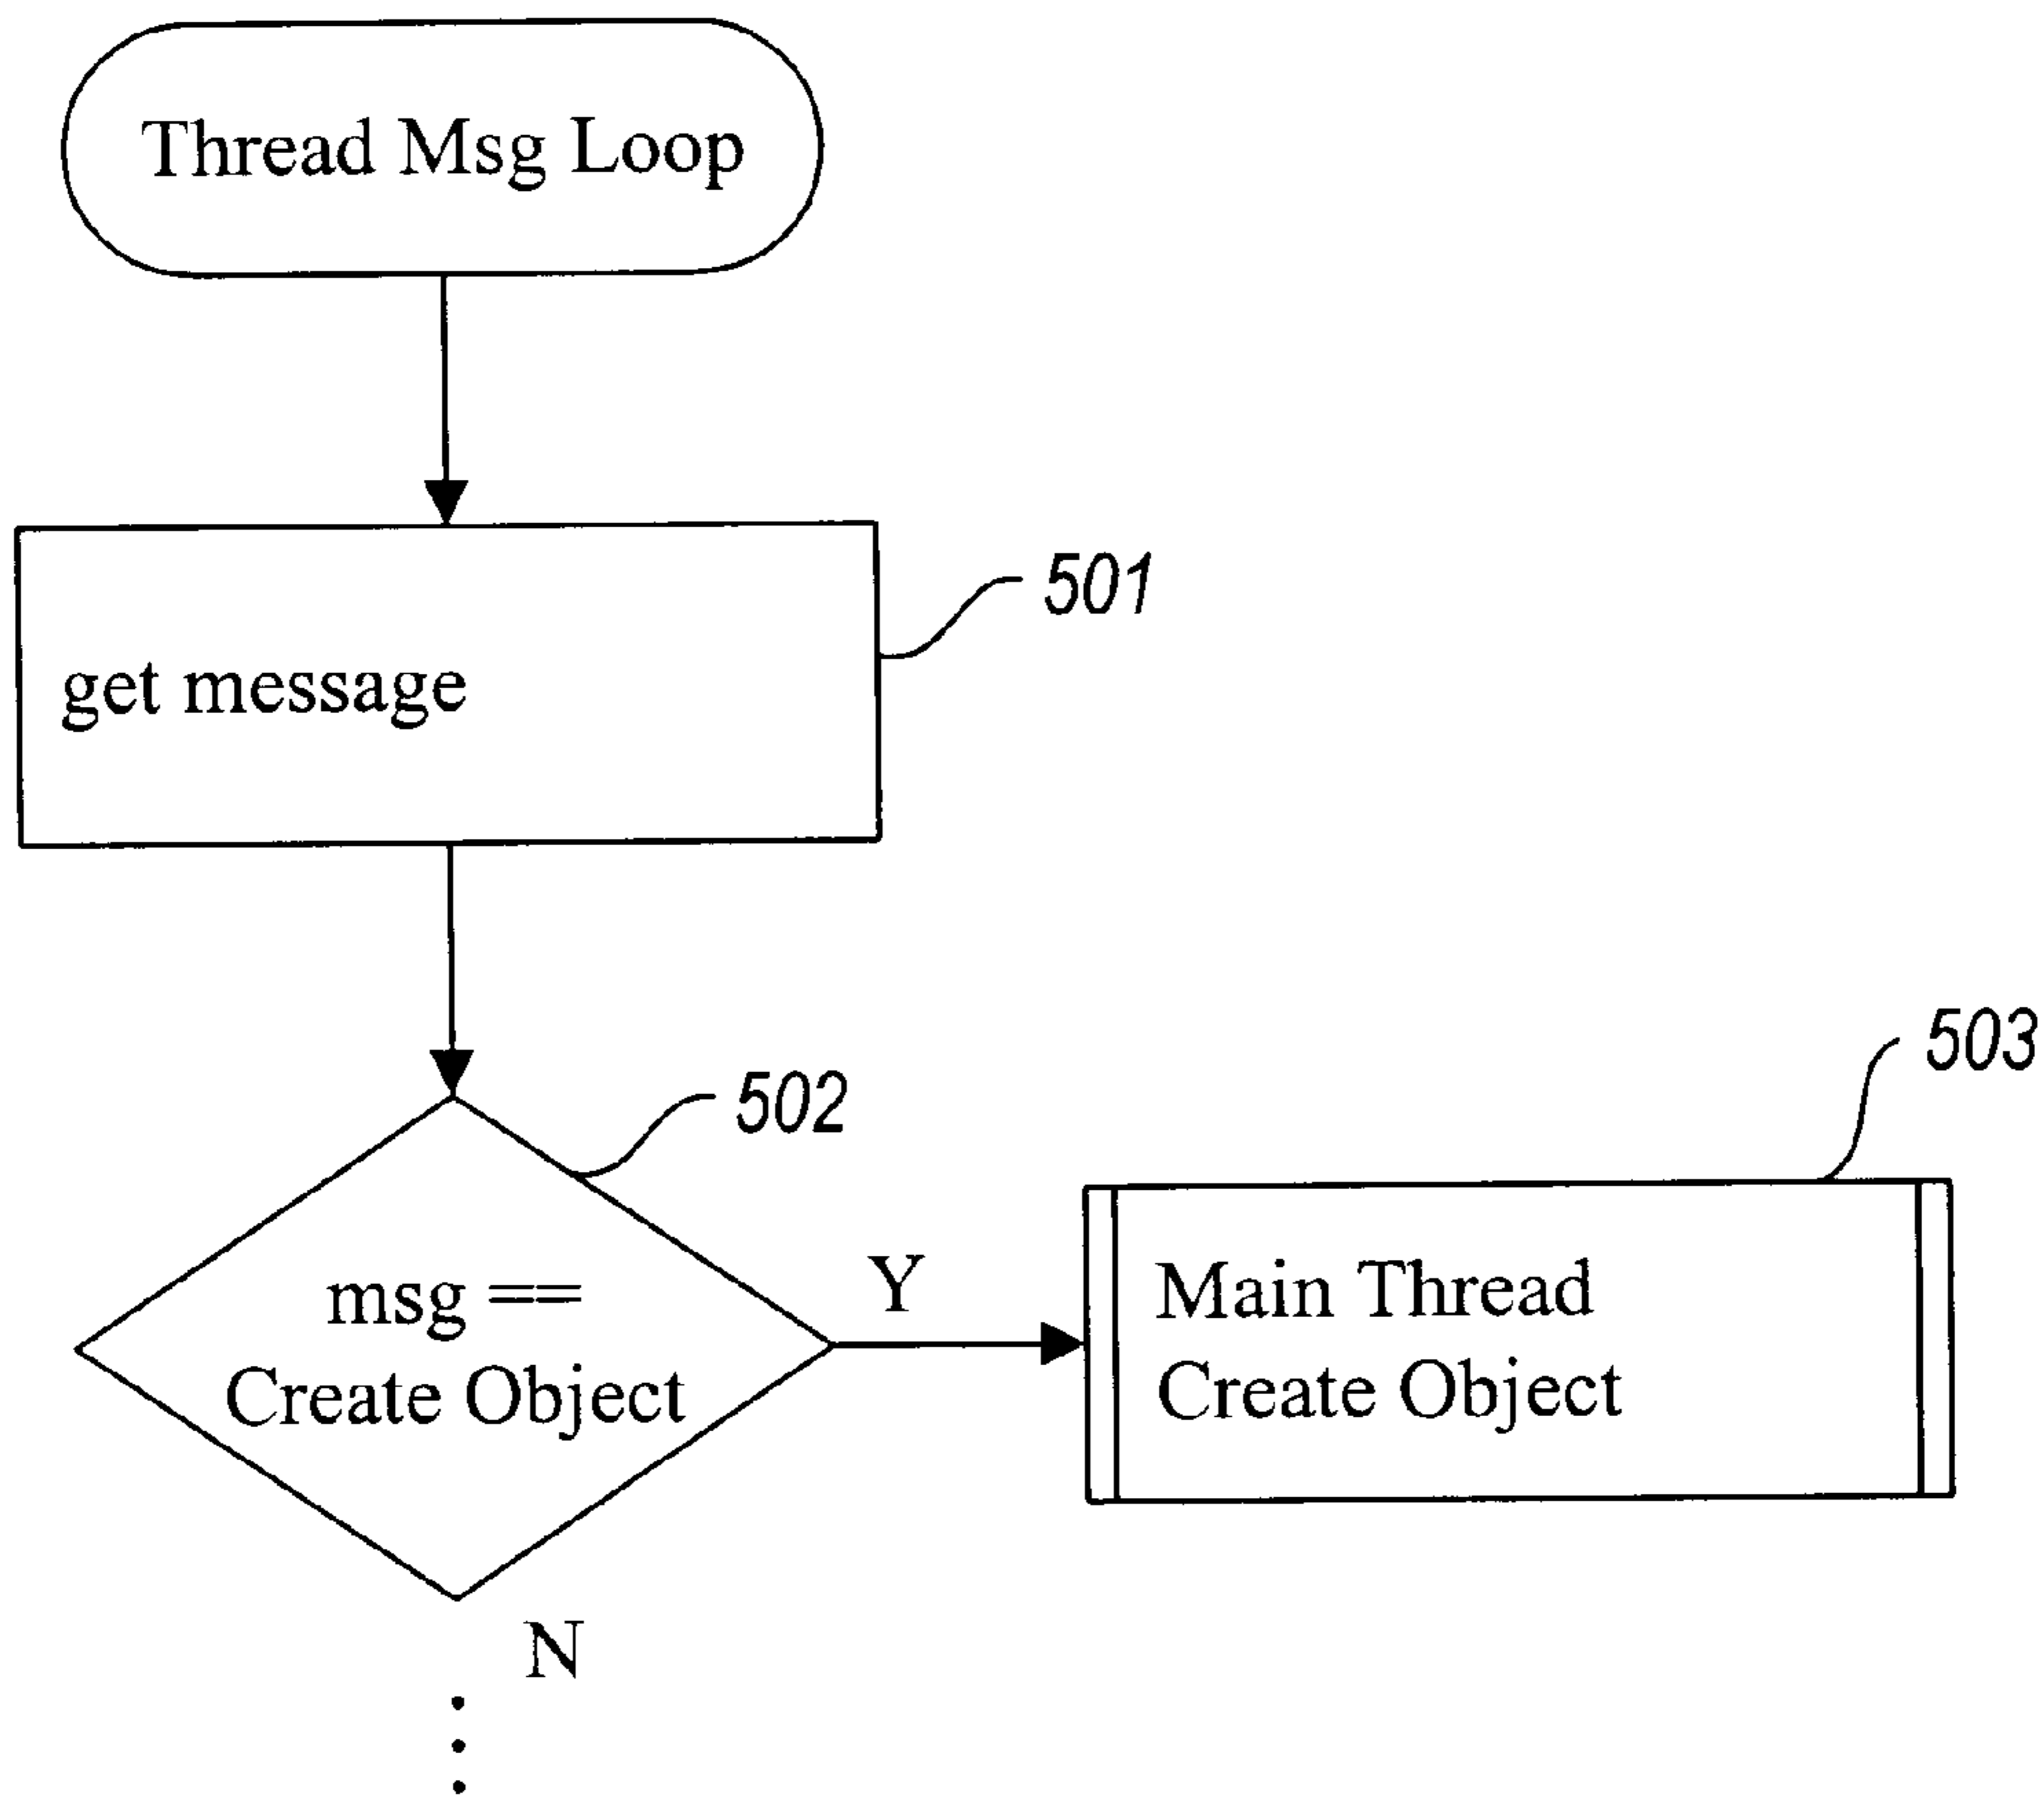 Thread Msg Loop
get message
501
502
503
msg ==
Create Object
Y
Main Thread
Create Object
N